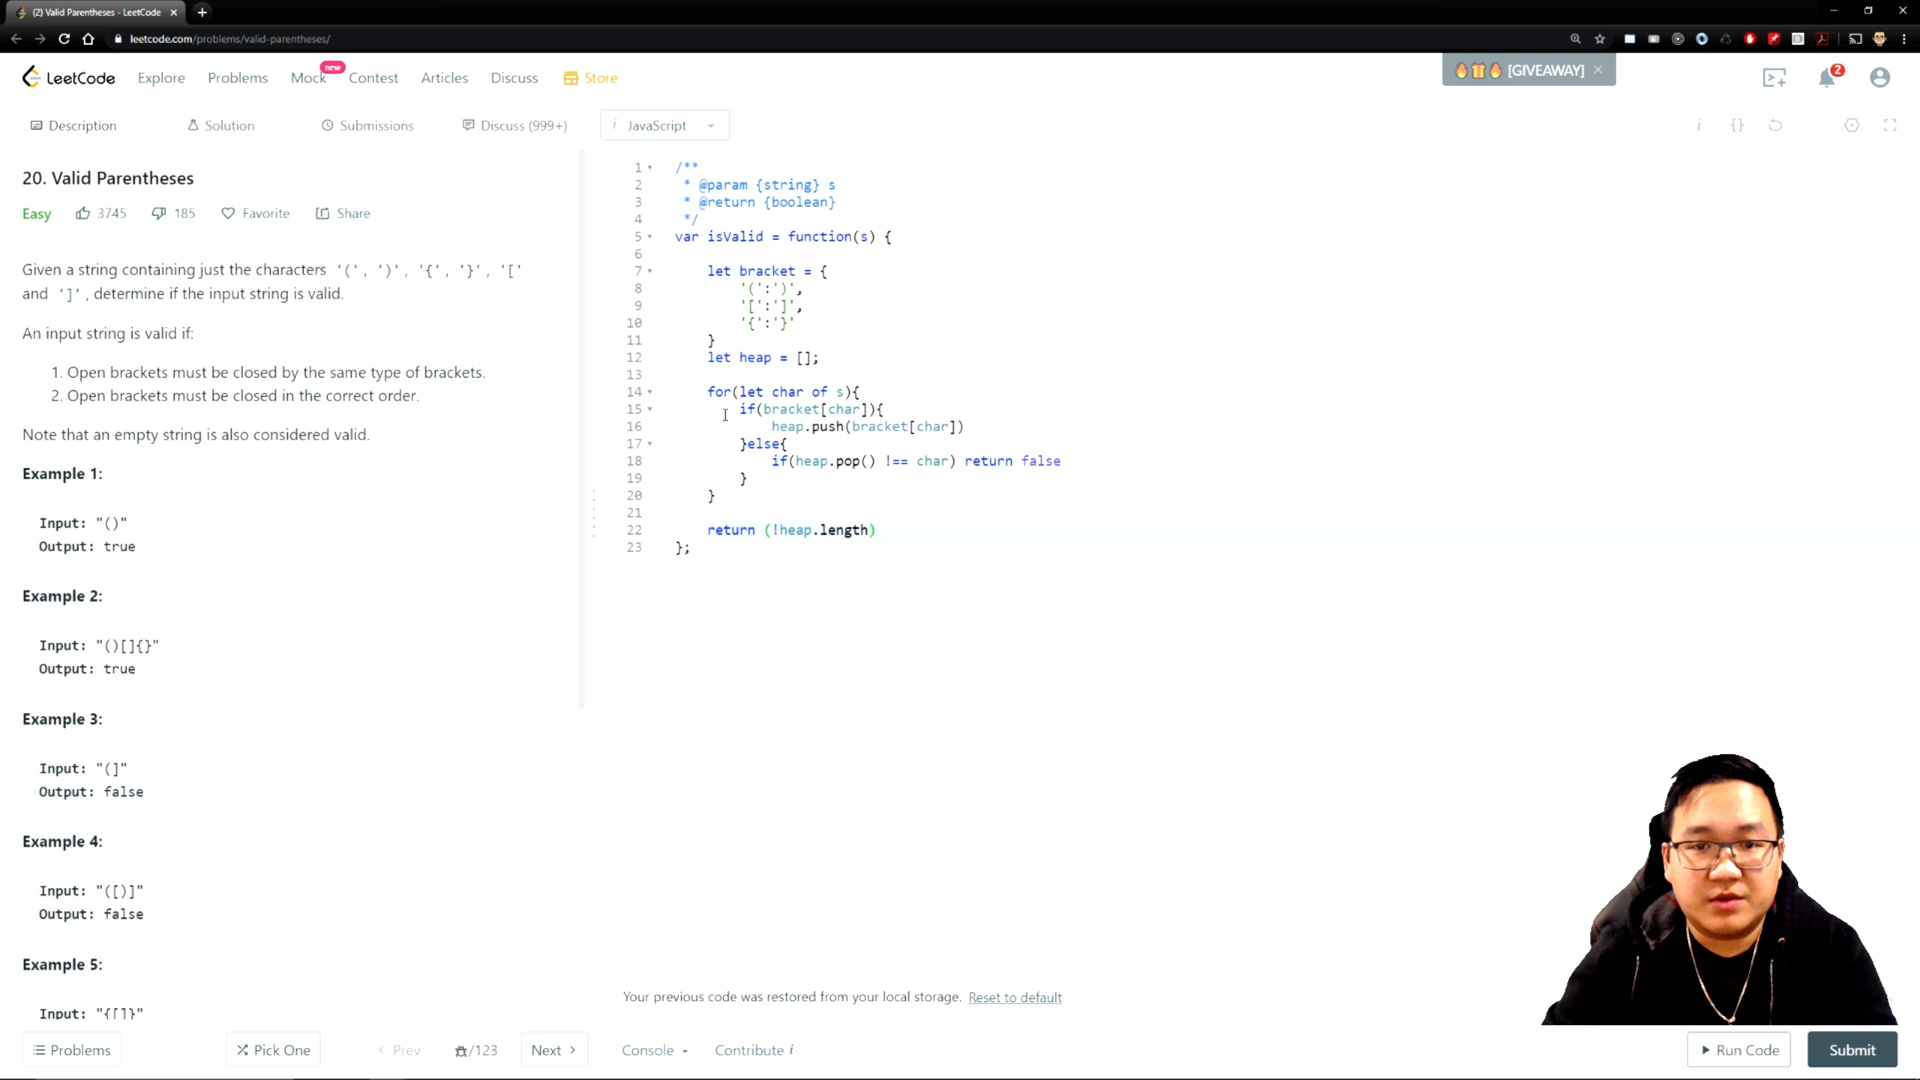 (2) Valid Parentheses - LeetCode
leetcode.com/problems/valid-parentheses/
LeetCode
Explore
Problems
Mock
new
Contest
Articles
Discuss
Store
[GIVEAWAY]
2
Description
Solution
Submissions
Discuss (999+)
i JavaScript
20. Valid Parentheses
Easy
3745
185
Favorite
Share
Given a string containing just the characters '(', ')', '{', '}', '['
and ']', determine if the input string is valid.
An input string is valid if:
1. Open brackets must be closed by the same type of brackets.
2. Open brackets must be closed in the correct order.
Note that an empty string is also considered valid.
Example 1:
Input: "()"
Output: true
Example 2:
Input: "()[]{}"
Output: true
Example 3:
Input: "(]"
Output: false
Example 4:
Input: "([)]"
Output: false
Example 5:
Input: "{[]}"
1 /**
2 * @param {string} s
3 * @return {boolean}
4 */
5 var isValid = function(s) {
6
7 let bracket = {
8 '(':')',
9 '[':']',
10 '{':'}'
11 }
12 let heap = [];
13
14 for(let char of s){
15 if(bracket[char]){
16 heap.push(bracket[char])
17 }else{
18 if(heap.pop() !== char) return false
19 }
20 }
21
22 return (!heap.length)
23 };
Your previous code was restored from your local storage. Reset to default
Problems
Pick One
< Prev
/123
Next >
Console
Contribute i
Run Code
Submit